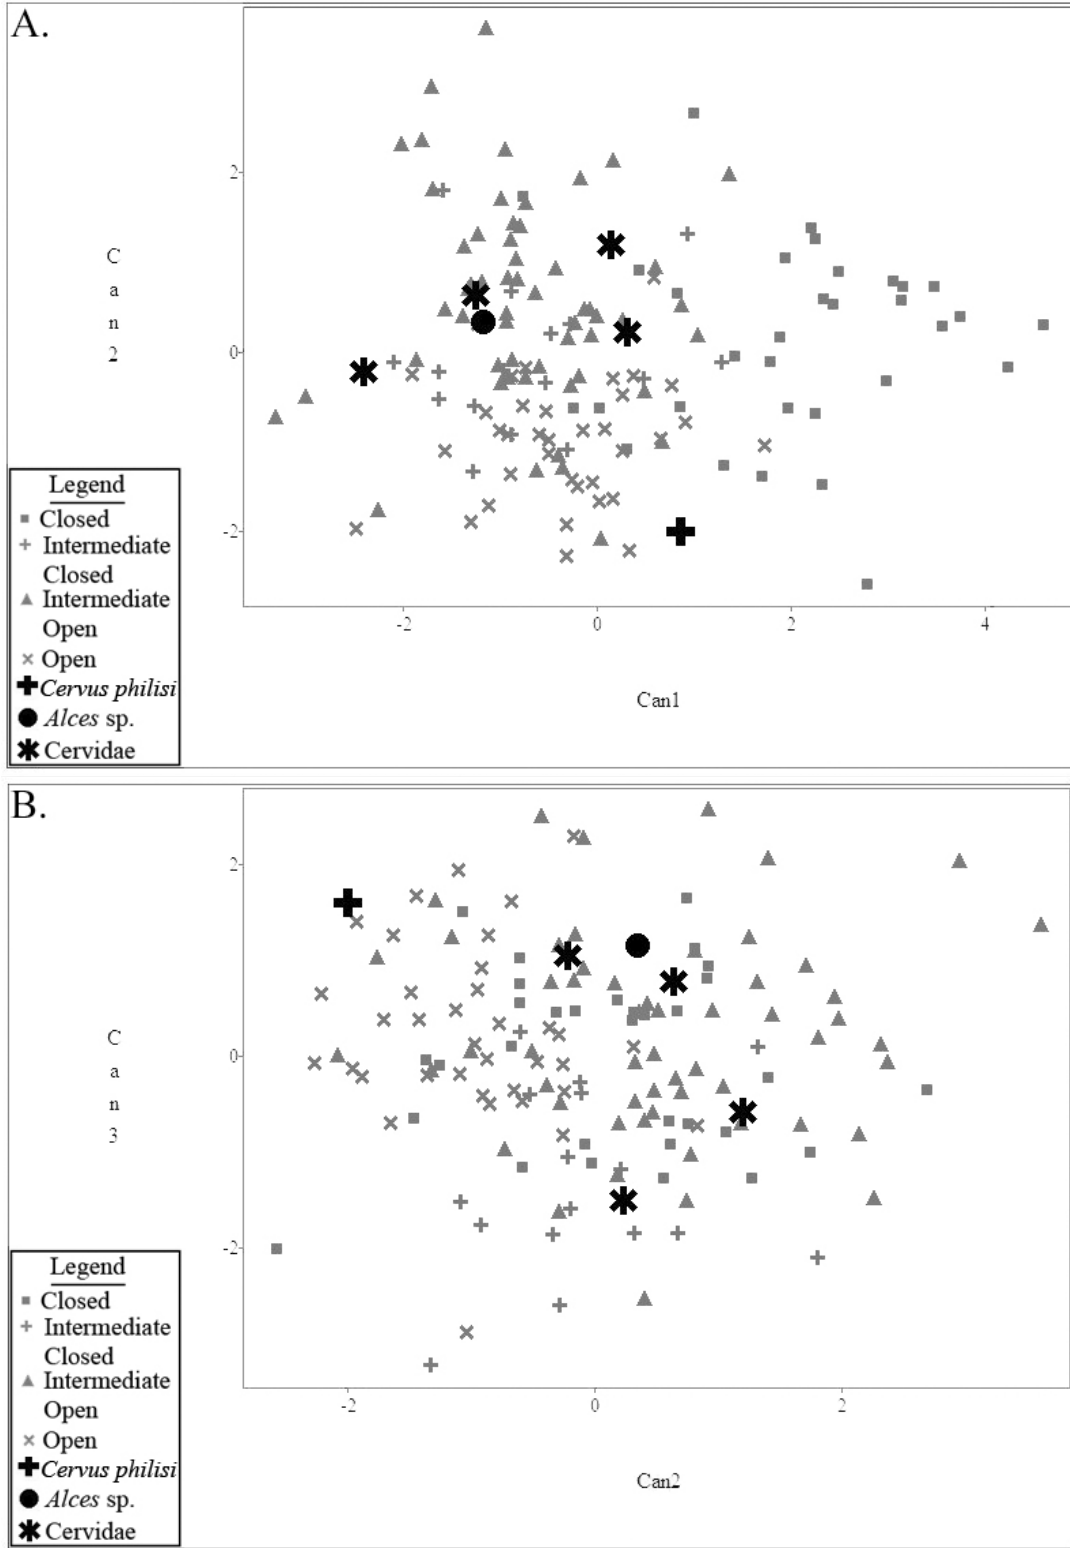 A.
2
0
-2
C
a
n
2
-2
0
2
4
Can1
Legend
Closed
Intermediate
Closed
Intermediate
Open
Open
Cervus philisi
Alces sp.
Cervidae
B.
2
0
-2
C
a
n
3
-2
0
2
Can2
Legend
Closed
Intermediate
Closed
Intermediate
Open
Open
Cervus philisi
Alces sp.
Cervidae